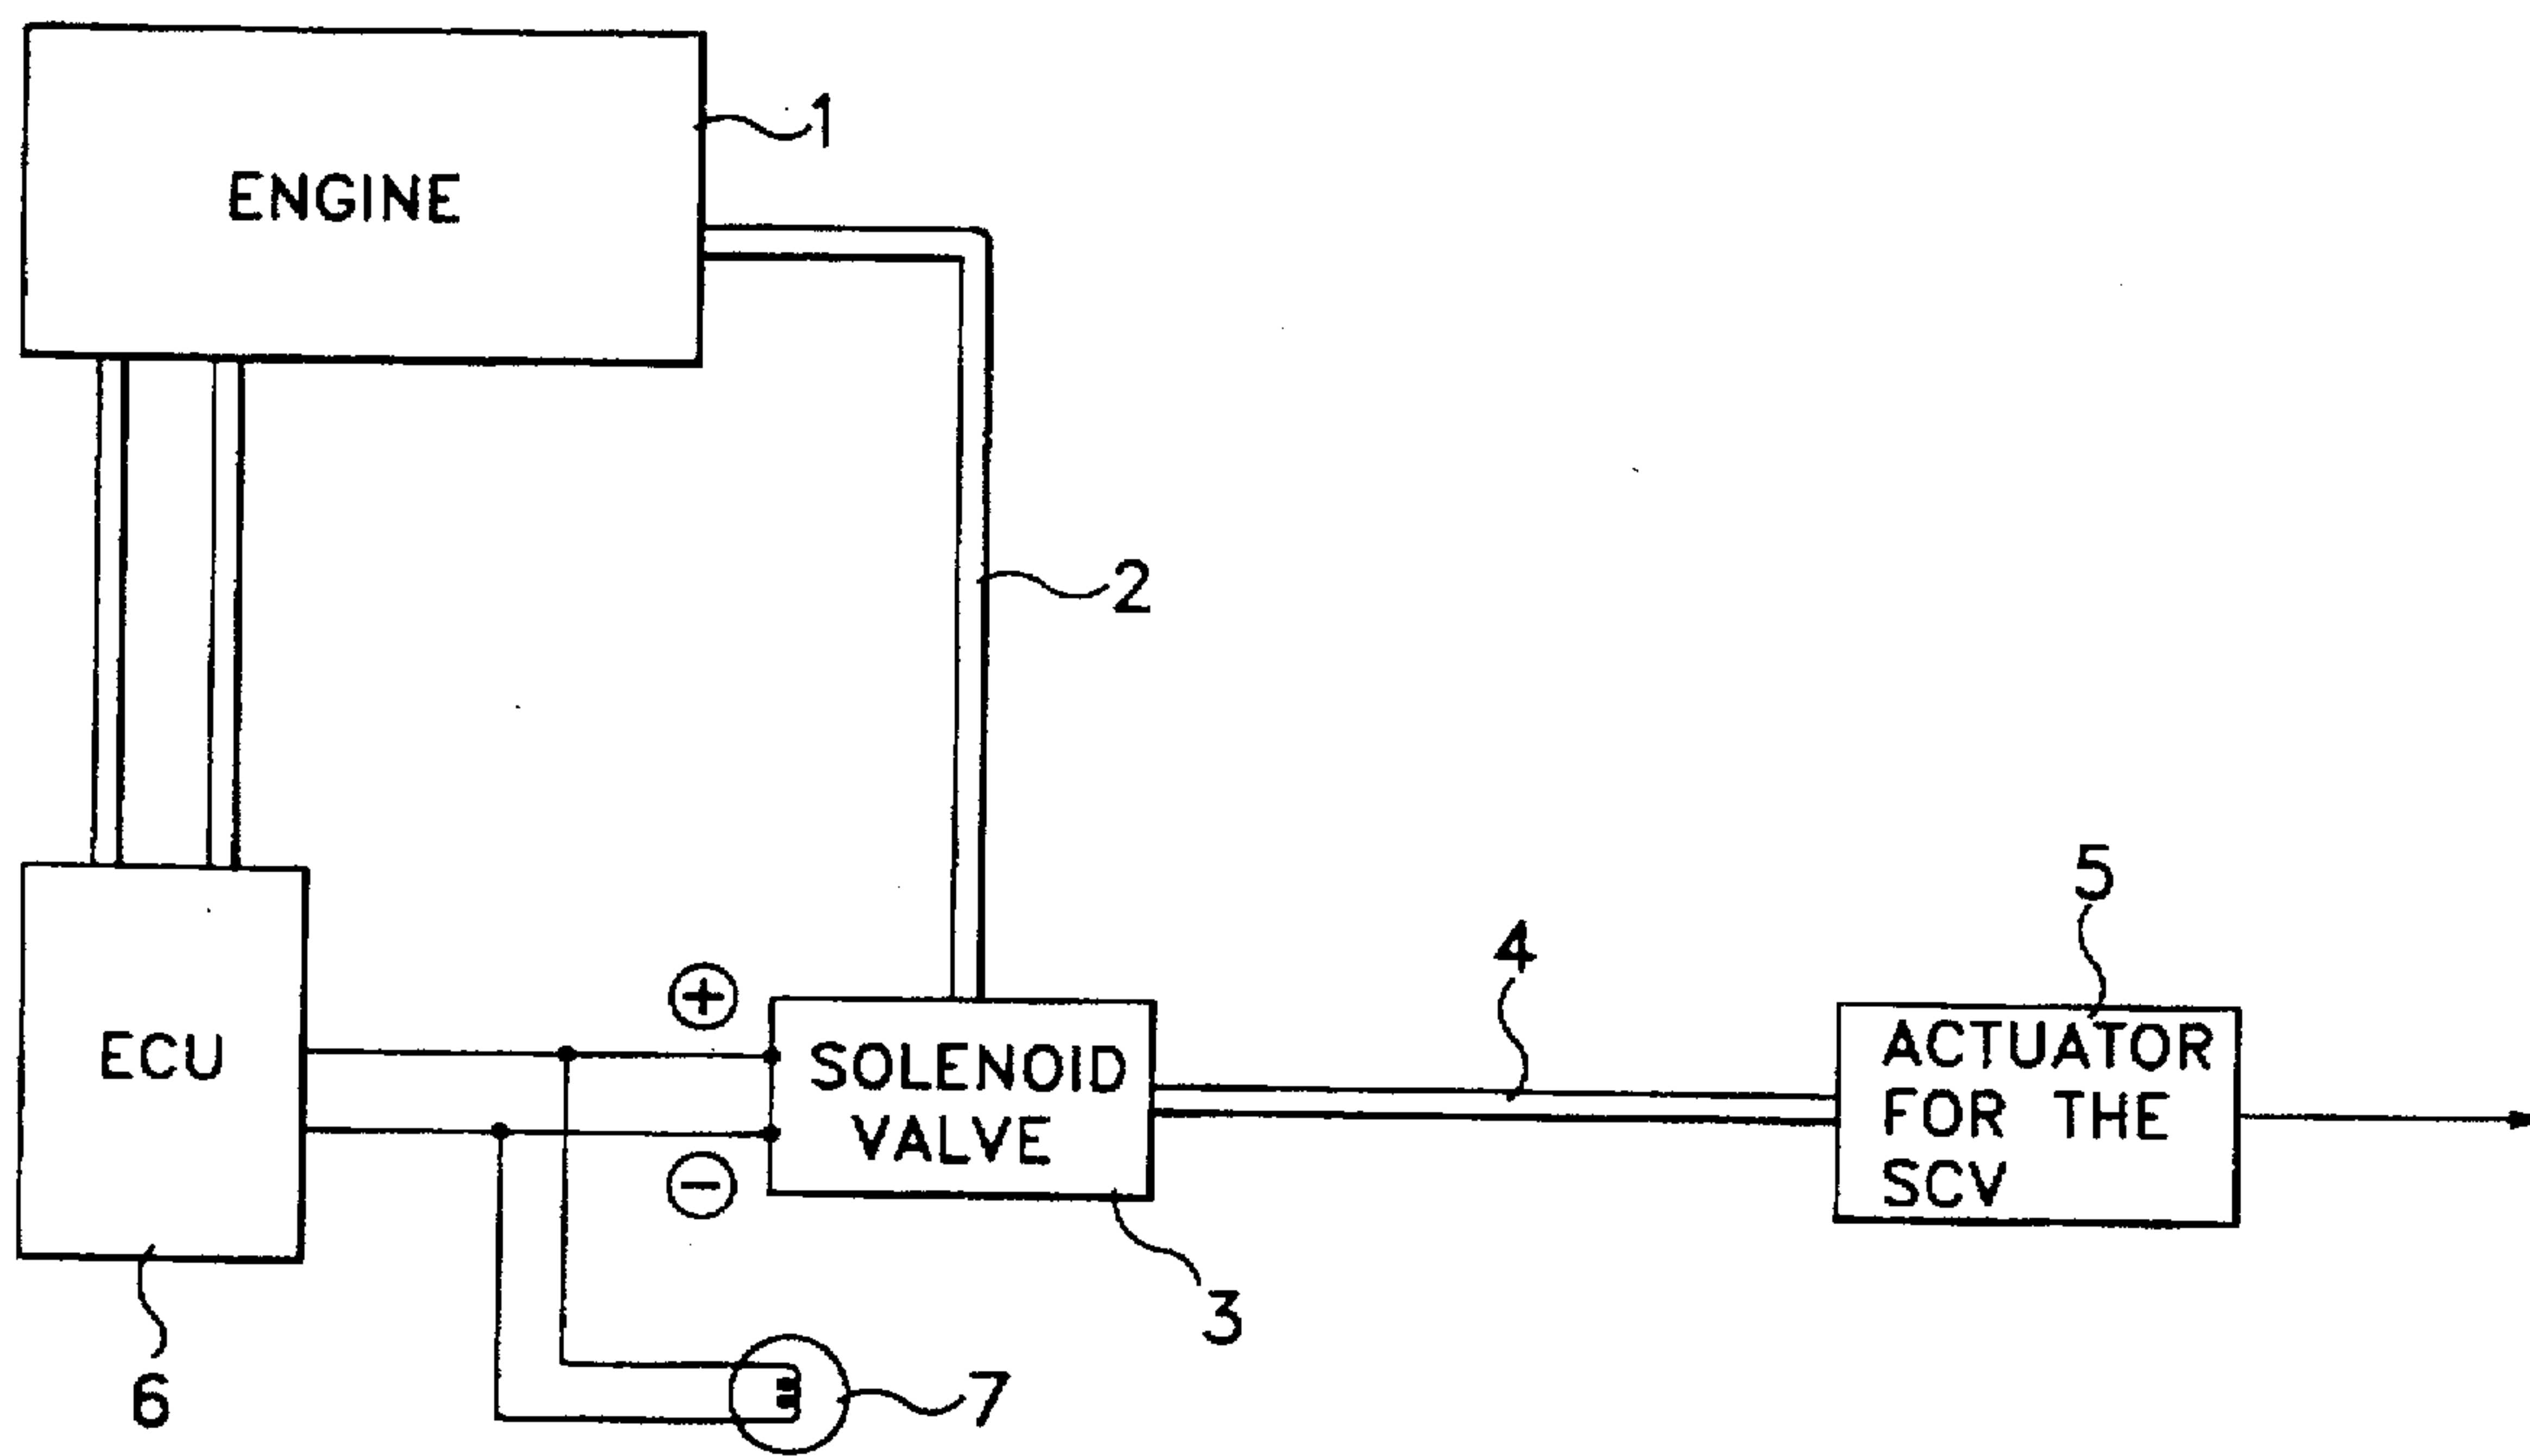 ENGINE
1
2
ECU
6
+
−
SOLENOID
VALVE
3
4
5
ACTUATOR
FOR THE
SCV
7